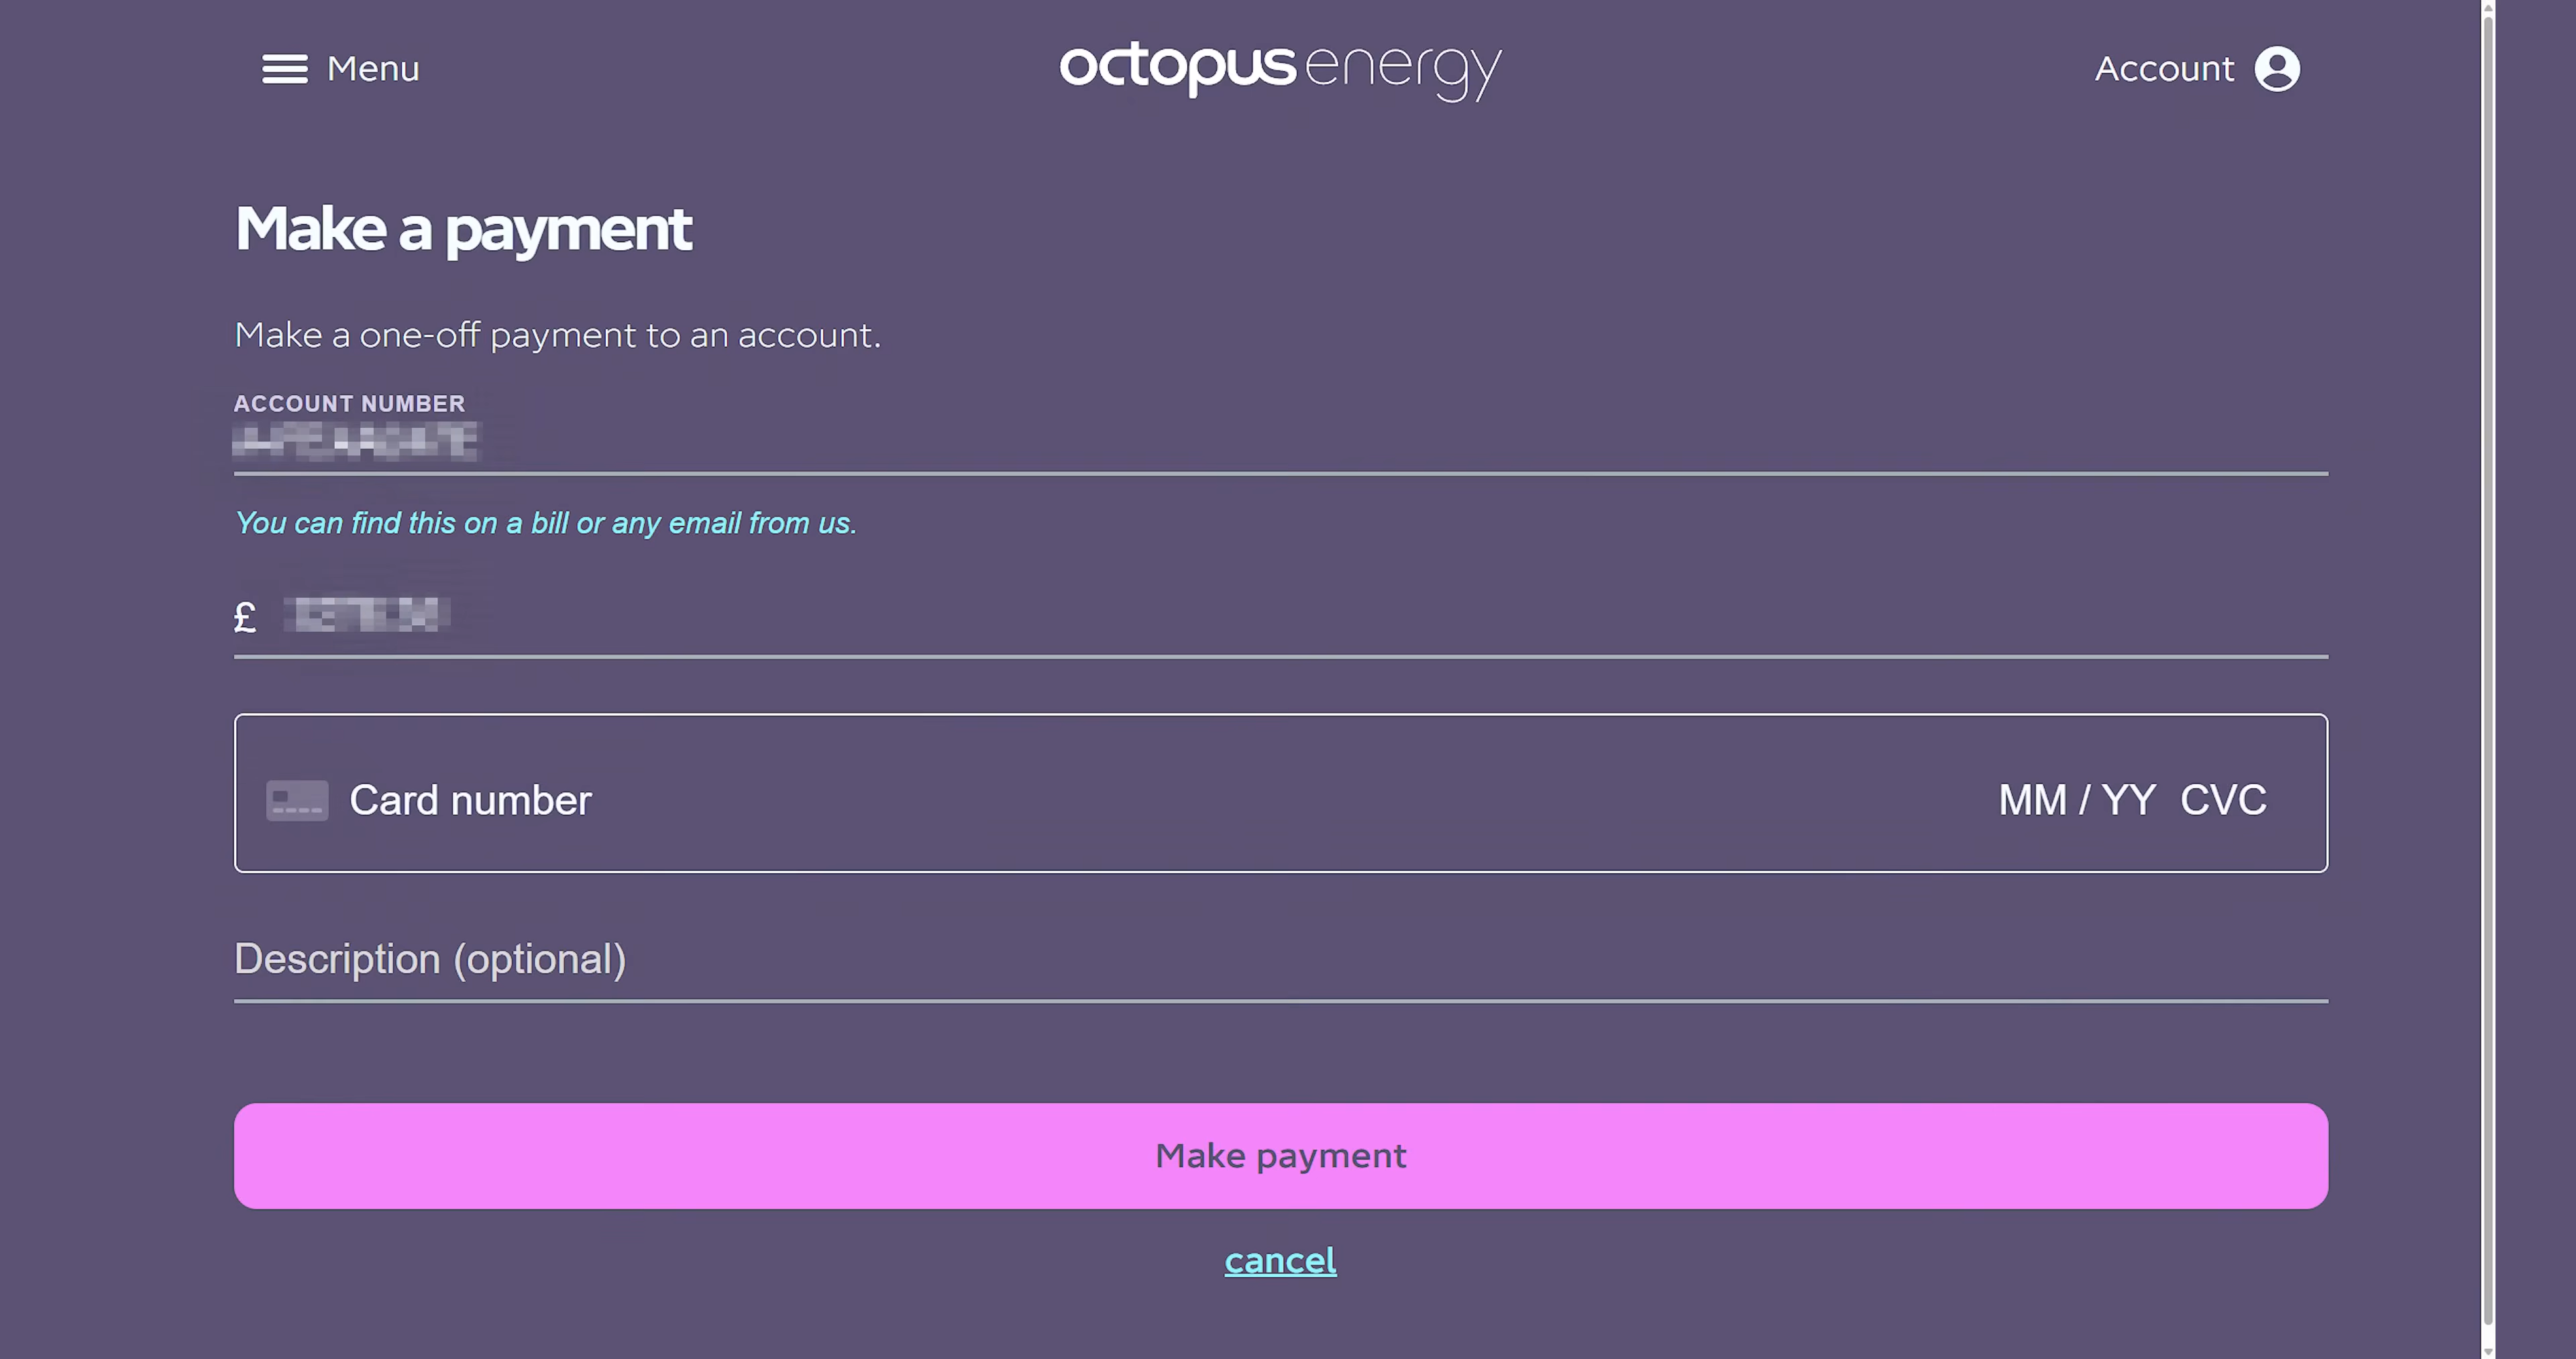 Menu
octopus energy
Account
Make a payment
Make a one-off payment to an account.
ACCOUNT NUMBER
You can find this on a bill or any email from us.
£
Card number
MM / YY CVC
Description (optional)
Make payment
cancel